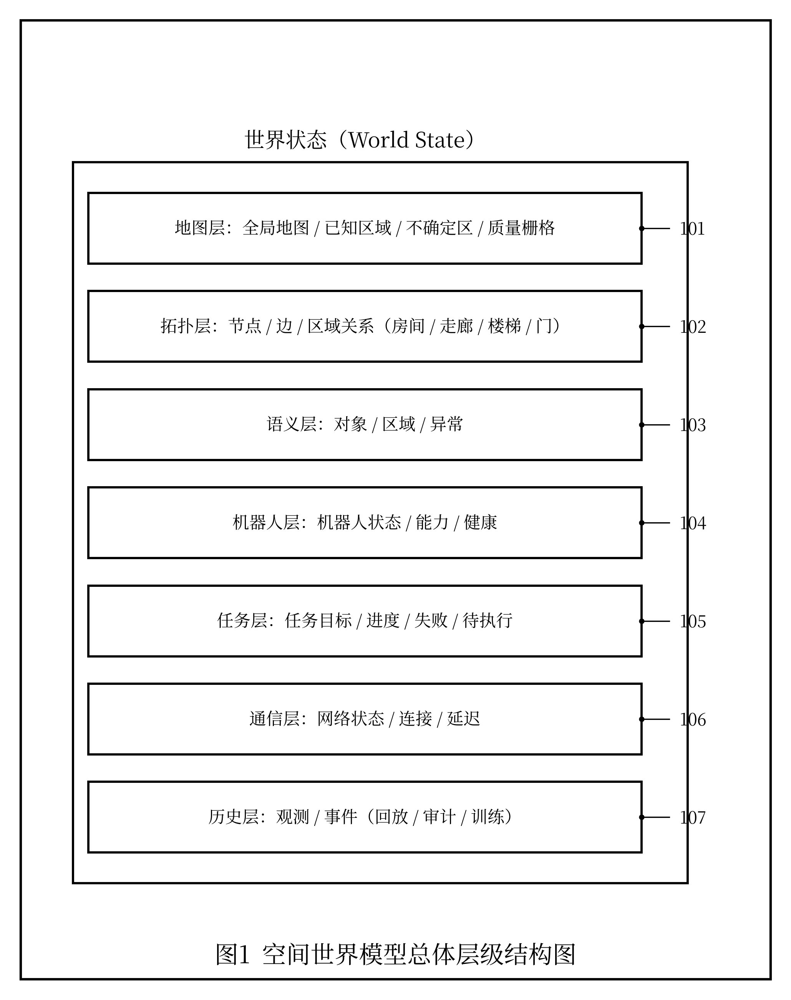 世界状态（World State）
地图层：全局地图 / 已知区域 / 不确定区 / 质量栅格
101
拓扑层：节点 / 边 / 区域关系（房间 / 走廊 / 楼梯 / 门）
102
语义层：对象 / 区域 / 异常
103
机器人层：机器人状态 / 能力 / 健康
104
任务层：任务目标 / 进度 / 失败 / 待执行
105
通信层：网络状态 / 连接 / 延迟
106
历史层：观测 / 事件（回放 / 审计 / 训练）
107
图1 空间世界模型总体层级结构图